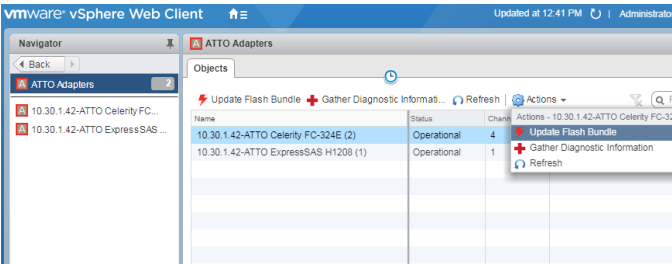 vmware® vSphere Web Client
Updated at 12:41 PM | Administrato
Navigator
ATTO Adapters
Back
Objects
ATTO Adapters 2
Update Flash Bundle Gather Diagnostic Informati... Refresh Actions
10.30.1.42-ATTO Celerity FC...
10.30.1.42-ATTO ExpressSAS ...
Name Status Chann
Actions - 10.30.1.42-ATTO Celerity FC-32
10.30.1.42-ATTO Celerity FC-324E (2) Operational 4
Update Flash Bundle
10.30.1.42-ATTO ExpressSAS H1208 (1) Operational 1
Gather Diagnostic Information
Refresh